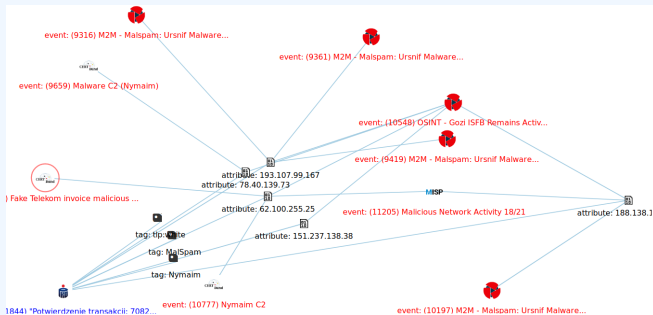 event: (9316) M2M - Malspam: Ursnif Malware...
event: (9361) M2M - Malspam: Ursnif Malware...
event: (9659) Malware C2 (Nymaim)
event: (10548) OSINT - Gozi ISFB Remains Activ...
event: (9419) M2M - Malspam: Ursnif Malware...
attribute: 193.107.99.167
attribute: 78.40.139.73
) Fake Telekom invoice malicious ...
MISP
attribute: 62.100.255.25
event: (11205) Malicious Network Activity 18/21
attribute: 188.138.1
tag: tlp:white
attribute: 151.237.138.38
tag: MalSpam
tag: Nymaim
event: (10777) Nymaim C2
1844) "Potwierdzenie transakcji: 7082...
event: (10197) M2M - Malspam: Ursnif Malware...